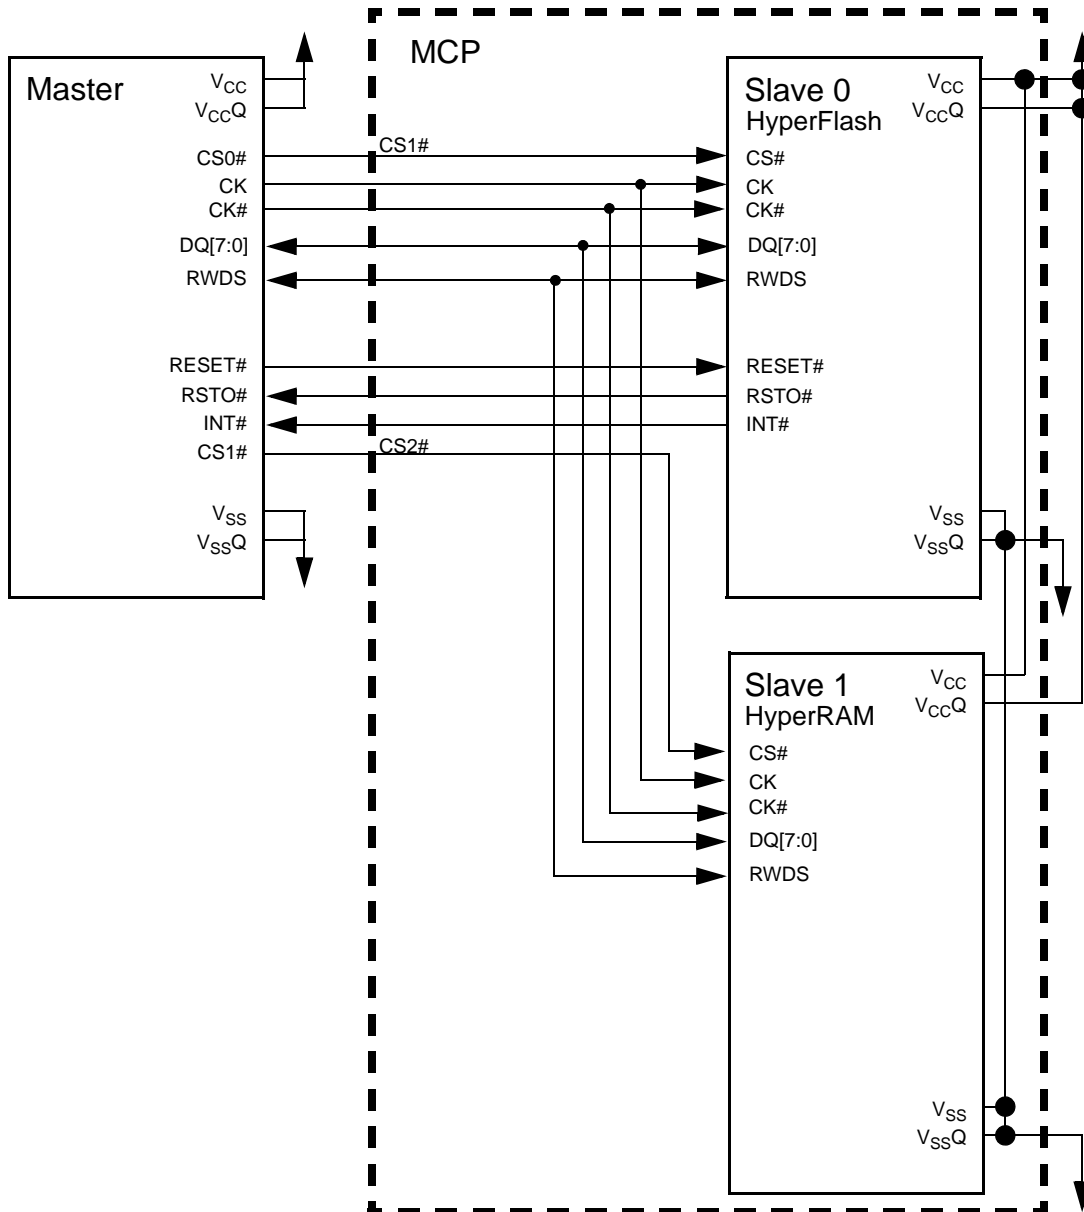 MCP
Master
VCC
VCCQ
CS0#
CK
CK#
DQ[7:0]
RWDS
RESET#
RSTO#
INT#
CS1#
VSS
VSSQ
CS1#
CS2#
Slave 0
HyperFlash
VCC
VCCQ
CS#
CK
CK#
DQ[7:0]
RWDS
RESET#
RSTO#
INT#
VSS
VSSQ
Slave 1
HyperRAM
VCC
VCCQ
CS#
CK
CK#
DQ[7:0]
RWDS
VSS
VSSQ